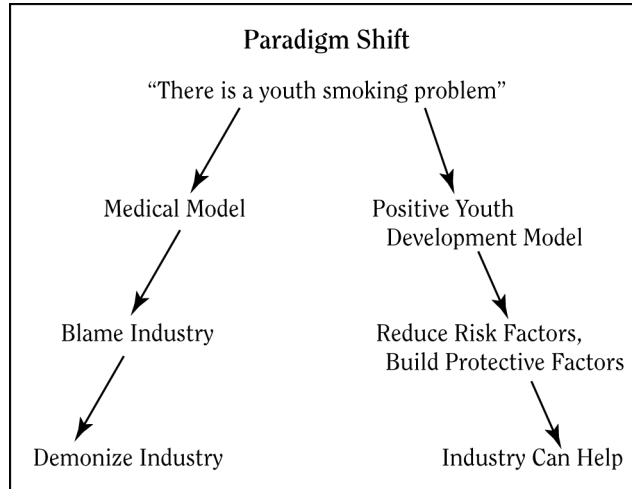 Paradigm Shift
“There is a youth smoking problem”
Medical Model
Positive Youth
Development Model
Blame Industry
Reduce Risk Factors,
Build Protective Factors
Demonize Industry
Industry Can Help